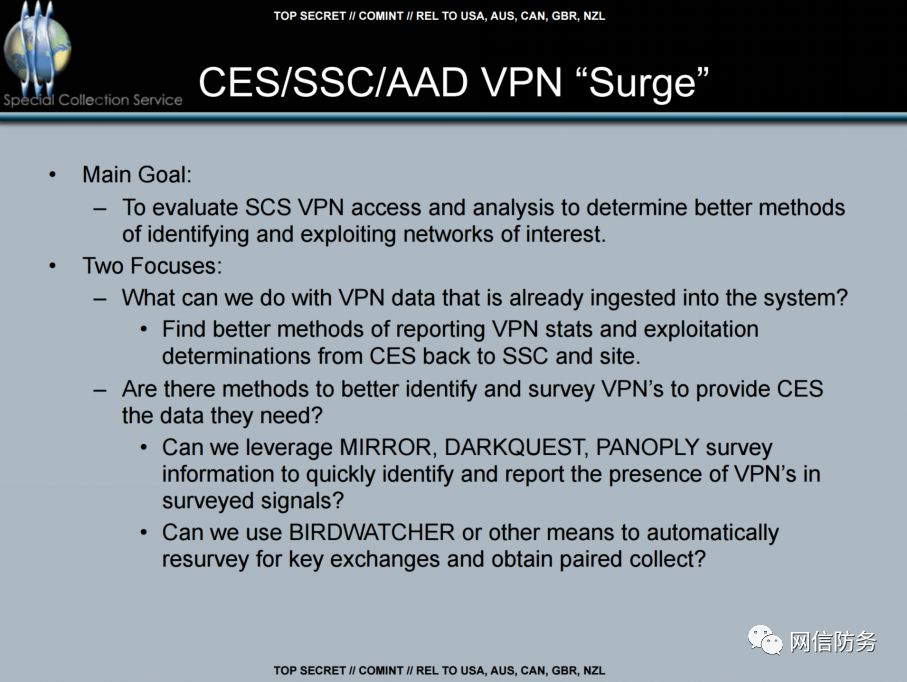 TOP SECRET // COMINT // REL TO USA, AUS, CAN, GBR, NZL
Special Collection Service
CES/SSC/AAD VPN “Surge”
• Main Goal:
– To evaluate SCS VPN access and analysis to determine better methods
of identifying and exploiting networks of interest.
• Two Focuses:
– What can we do with VPN data that is already ingested into the system?
• Find better methods of reporting VPN stats and exploitation
determinations from CES back to SSC and site.
– Are there methods to better identify and survey VPN’s to provide CES
the data they need?
• Can we leverage MIRROR, DARKQUEST, PANOPLY survey
information to quickly identify and report the presence of VPN’s in
surveyed signals?
• Can we use BIRDWATCHER or other means to automatically
resurvey for key exchanges and obtain paired collect?
网信防务
TOP SECRET // COMINT // REL TO USA, AUS, CAN, GBR, NZL